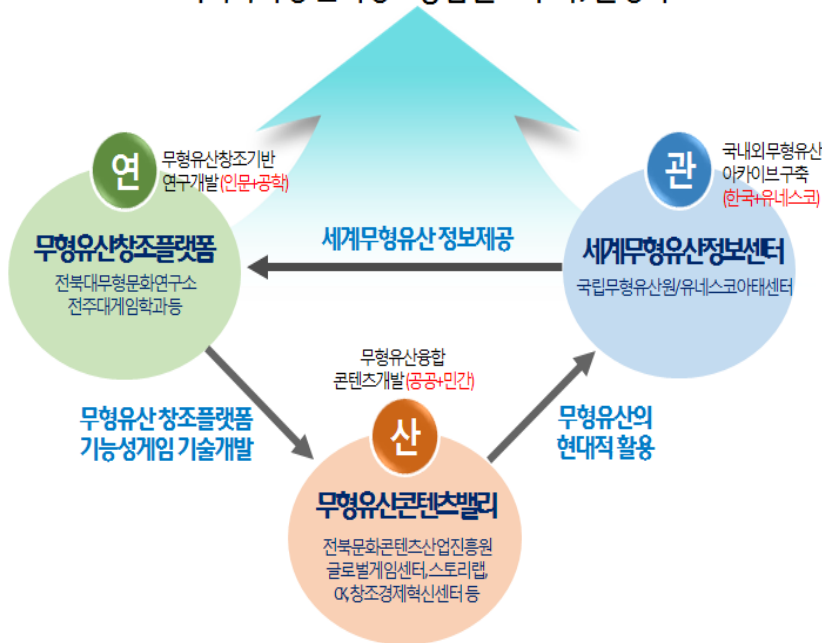 연
무형유산창조기반
연구개발(인문+공학)
관
국내외무형유산
아카이브구축
(한국+유네스코)
무형유산창조플랫폼
전북대무형문화연구소
전주대게임학과등
세계무형유산 정보제공
세계무형유산정보센터
국립무형유산원/유네스코아태센터
무형유산융합
콘텐츠개발(공공+민간)
무형유산 창조플랫폼
기능성게임 기술개발
산
무형유산의
현대적 활용
무형유산콘텐츠밸리
전북문화콘텐츠산업진흥원
글로벌게임센터,스토리랩,
창조경제혁신센터 등